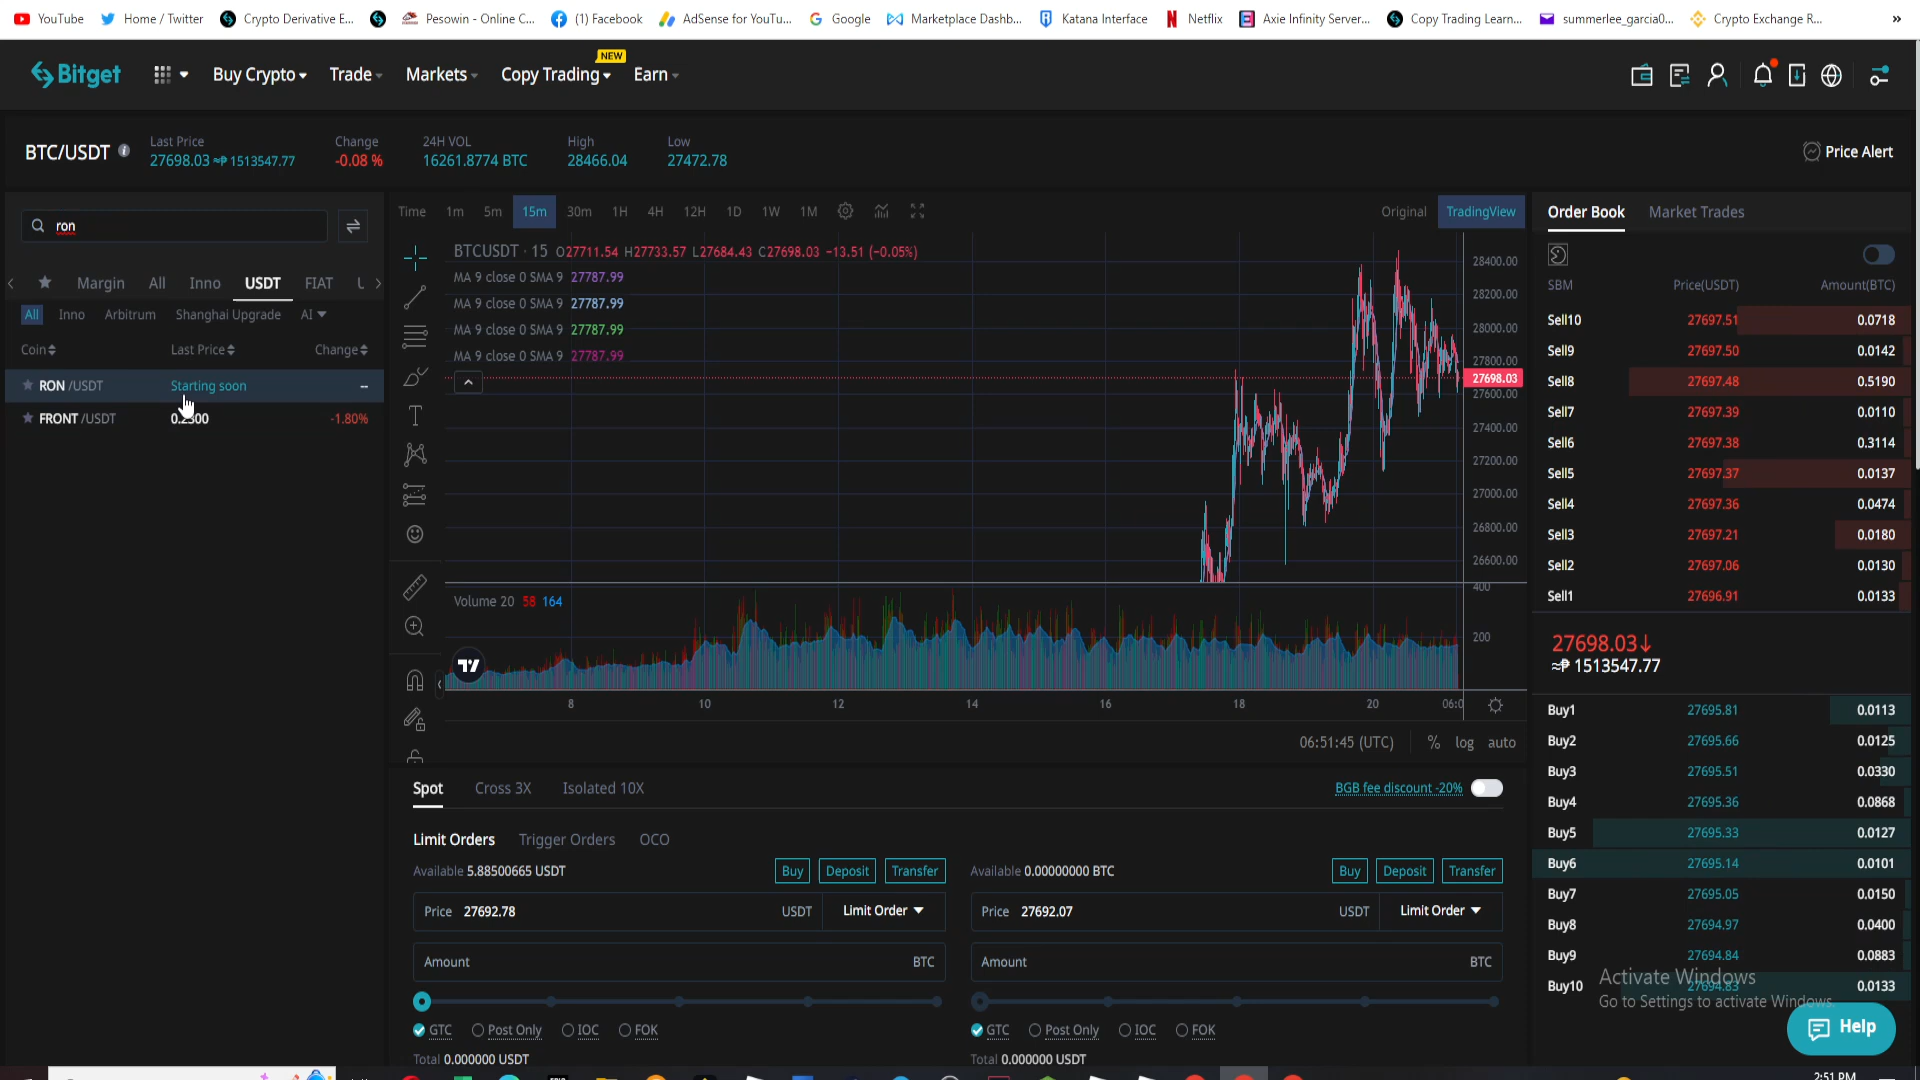 YouTube Home / Twitter Crypto Derivative E... Pesowin - Online C... (1) Facebook AdSense for YouTu... Google Marketplace Dashb... Katana Interface Netflix Axie Infinity Server... Copy Trading Learn... summerlee_garcia0... Crypto Exchange R... »
Bitget Buy Crypto Trade Markets Copy Trading NEW Earn
BTC/USDT
Last Price
27698.03 ≈₱ 1513547.77
Change
-0.08 %
24H VOL
16261.8774 BTC
High
28466.04
Low
27472.78
Price Alert
ron
Margin All Inno USDT FIAT
All Inno Arbitrum Shanghai Upgrade AI
Coin Last Price Change
RON /USDT Starting soon --
FRONT /USDT 0.2300 -1.80%
Time 1m 5m 15m 30m 1H 4H 12H 1D 1W 1M Original TradingView
BTCUSDT · 15 O27711.54 H27733.57 L27684.43 C27698.03 -13.51 (-0.05%)
MA 9 close 0 SMA 9 27787.99
MA 9 close 0 SMA 9 27787.99
MA 9 close 0 SMA 9 27787.99
MA 9 close 0 SMA 9 27787.99
28400.00
28200.00
28000.00
27800.00
27698.03
27600.00
27400.00
27200.00
27000.00
26800.00
26600.00
Volume 20 58 164
400
200
8 10 12 14 16 18 20 06:0
06:51:45 (UTC) % log auto
Spot Cross 3X Isolated 10X BGB fee discount -20%
Limit Orders Trigger Orders OCO
Available 5.88500665 USDT Buy Deposit Transfer
Price 27692.78 USDT Limit Order
Amount BTC
GTC Post Only IOC FOK
Total 0.000000 USDT
Available 0.00000000 BTC Buy Deposit Transfer
Price 27692.07 USDT Limit Order
Amount BTC
GTC Post Only IOC FOK
Total 0.000000 USDT
Order Book Market Trades
SBM Price(USDT) Amount(BTC)
Sell10 27697.51 0.0718
Sell9 27697.50 0.0142
Sell8 27697.48 0.5190
Sell7 27697.39 0.0110
Sell6 27697.38 0.3114
Sell5 27697.37 0.0137
Sell4 27697.36 0.0474
Sell3 27697.21 0.0180
Sell2 27697.06 0.0130
Sell1 27696.91 0.0133
27698.03↓
≈₱ 1513547.77
Buy1 27695.81 0.0113
Buy2 27695.66 0.0125
Buy3 27695.51 0.0330
Buy4 27695.36 0.0868
Buy5 27695.33 0.0127
Buy6 27695.14 0.0101
Buy7 27695.05 0.0150
Buy8 27694.97 0.0400
Buy9 27694.84 0.0883
Buy10 27694.83 0.0133
Activate Windows
Go to Settings to activate Windows.
Help
2:51 PM